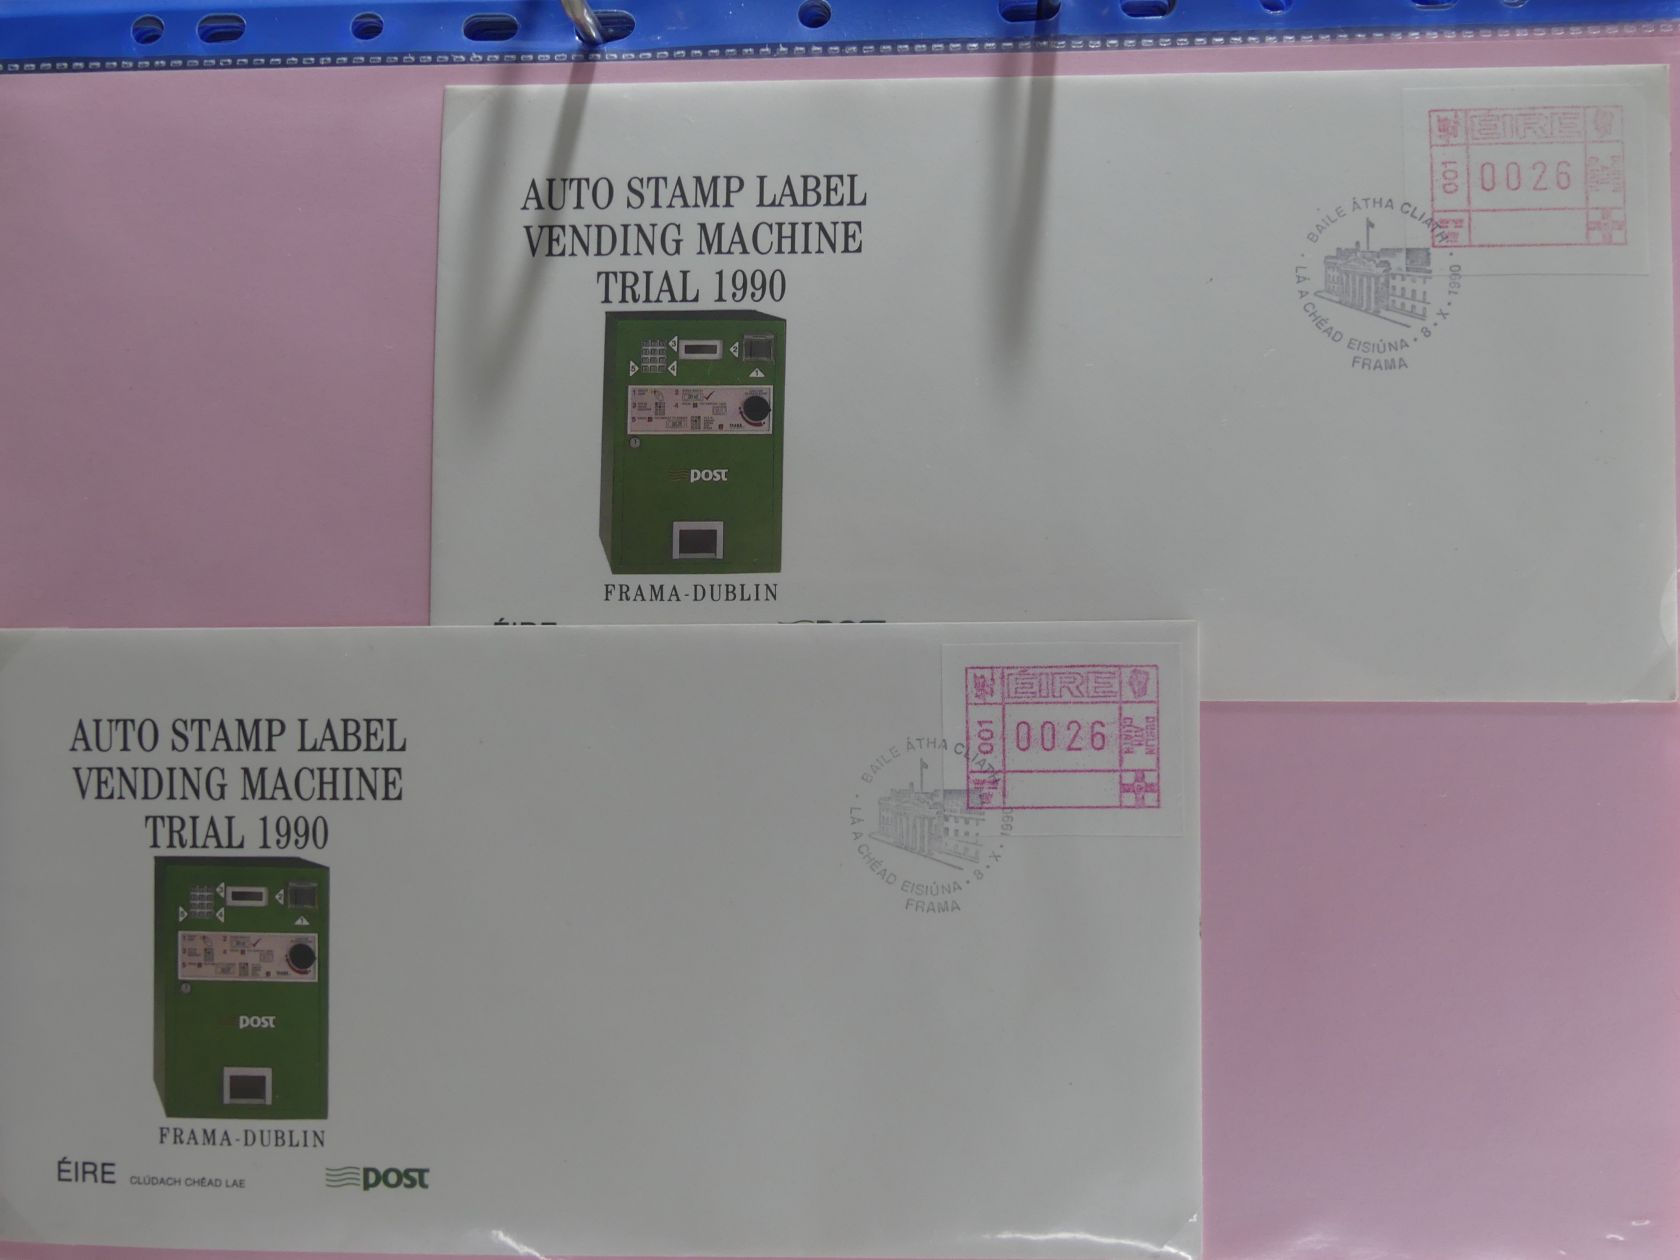 AUTO STAMP LABEL
VENDING MACHINE
TRIAL 1990
post
FRAMA-DUBLIN
ÉIRE
001
0026
BAILE ÁTHA CLIATH
LÁ A CHÉAD EISIÚNA • 8 • X • 1990
FRAMA
AUTO STAMP LABEL
VENDING MACHINE
TRIAL 1990
post
FRAMA-DUBLIN
ÉIRE CLÚDACH CHÉAD LAE
post
ÉIRE
001
0026
DUBLIN
ÁTH
CLIATH
BAILE ÁTHA CLIATH
LÁ A CHÉAD EISIÚNA • 8 • X • 1990
FRAMA